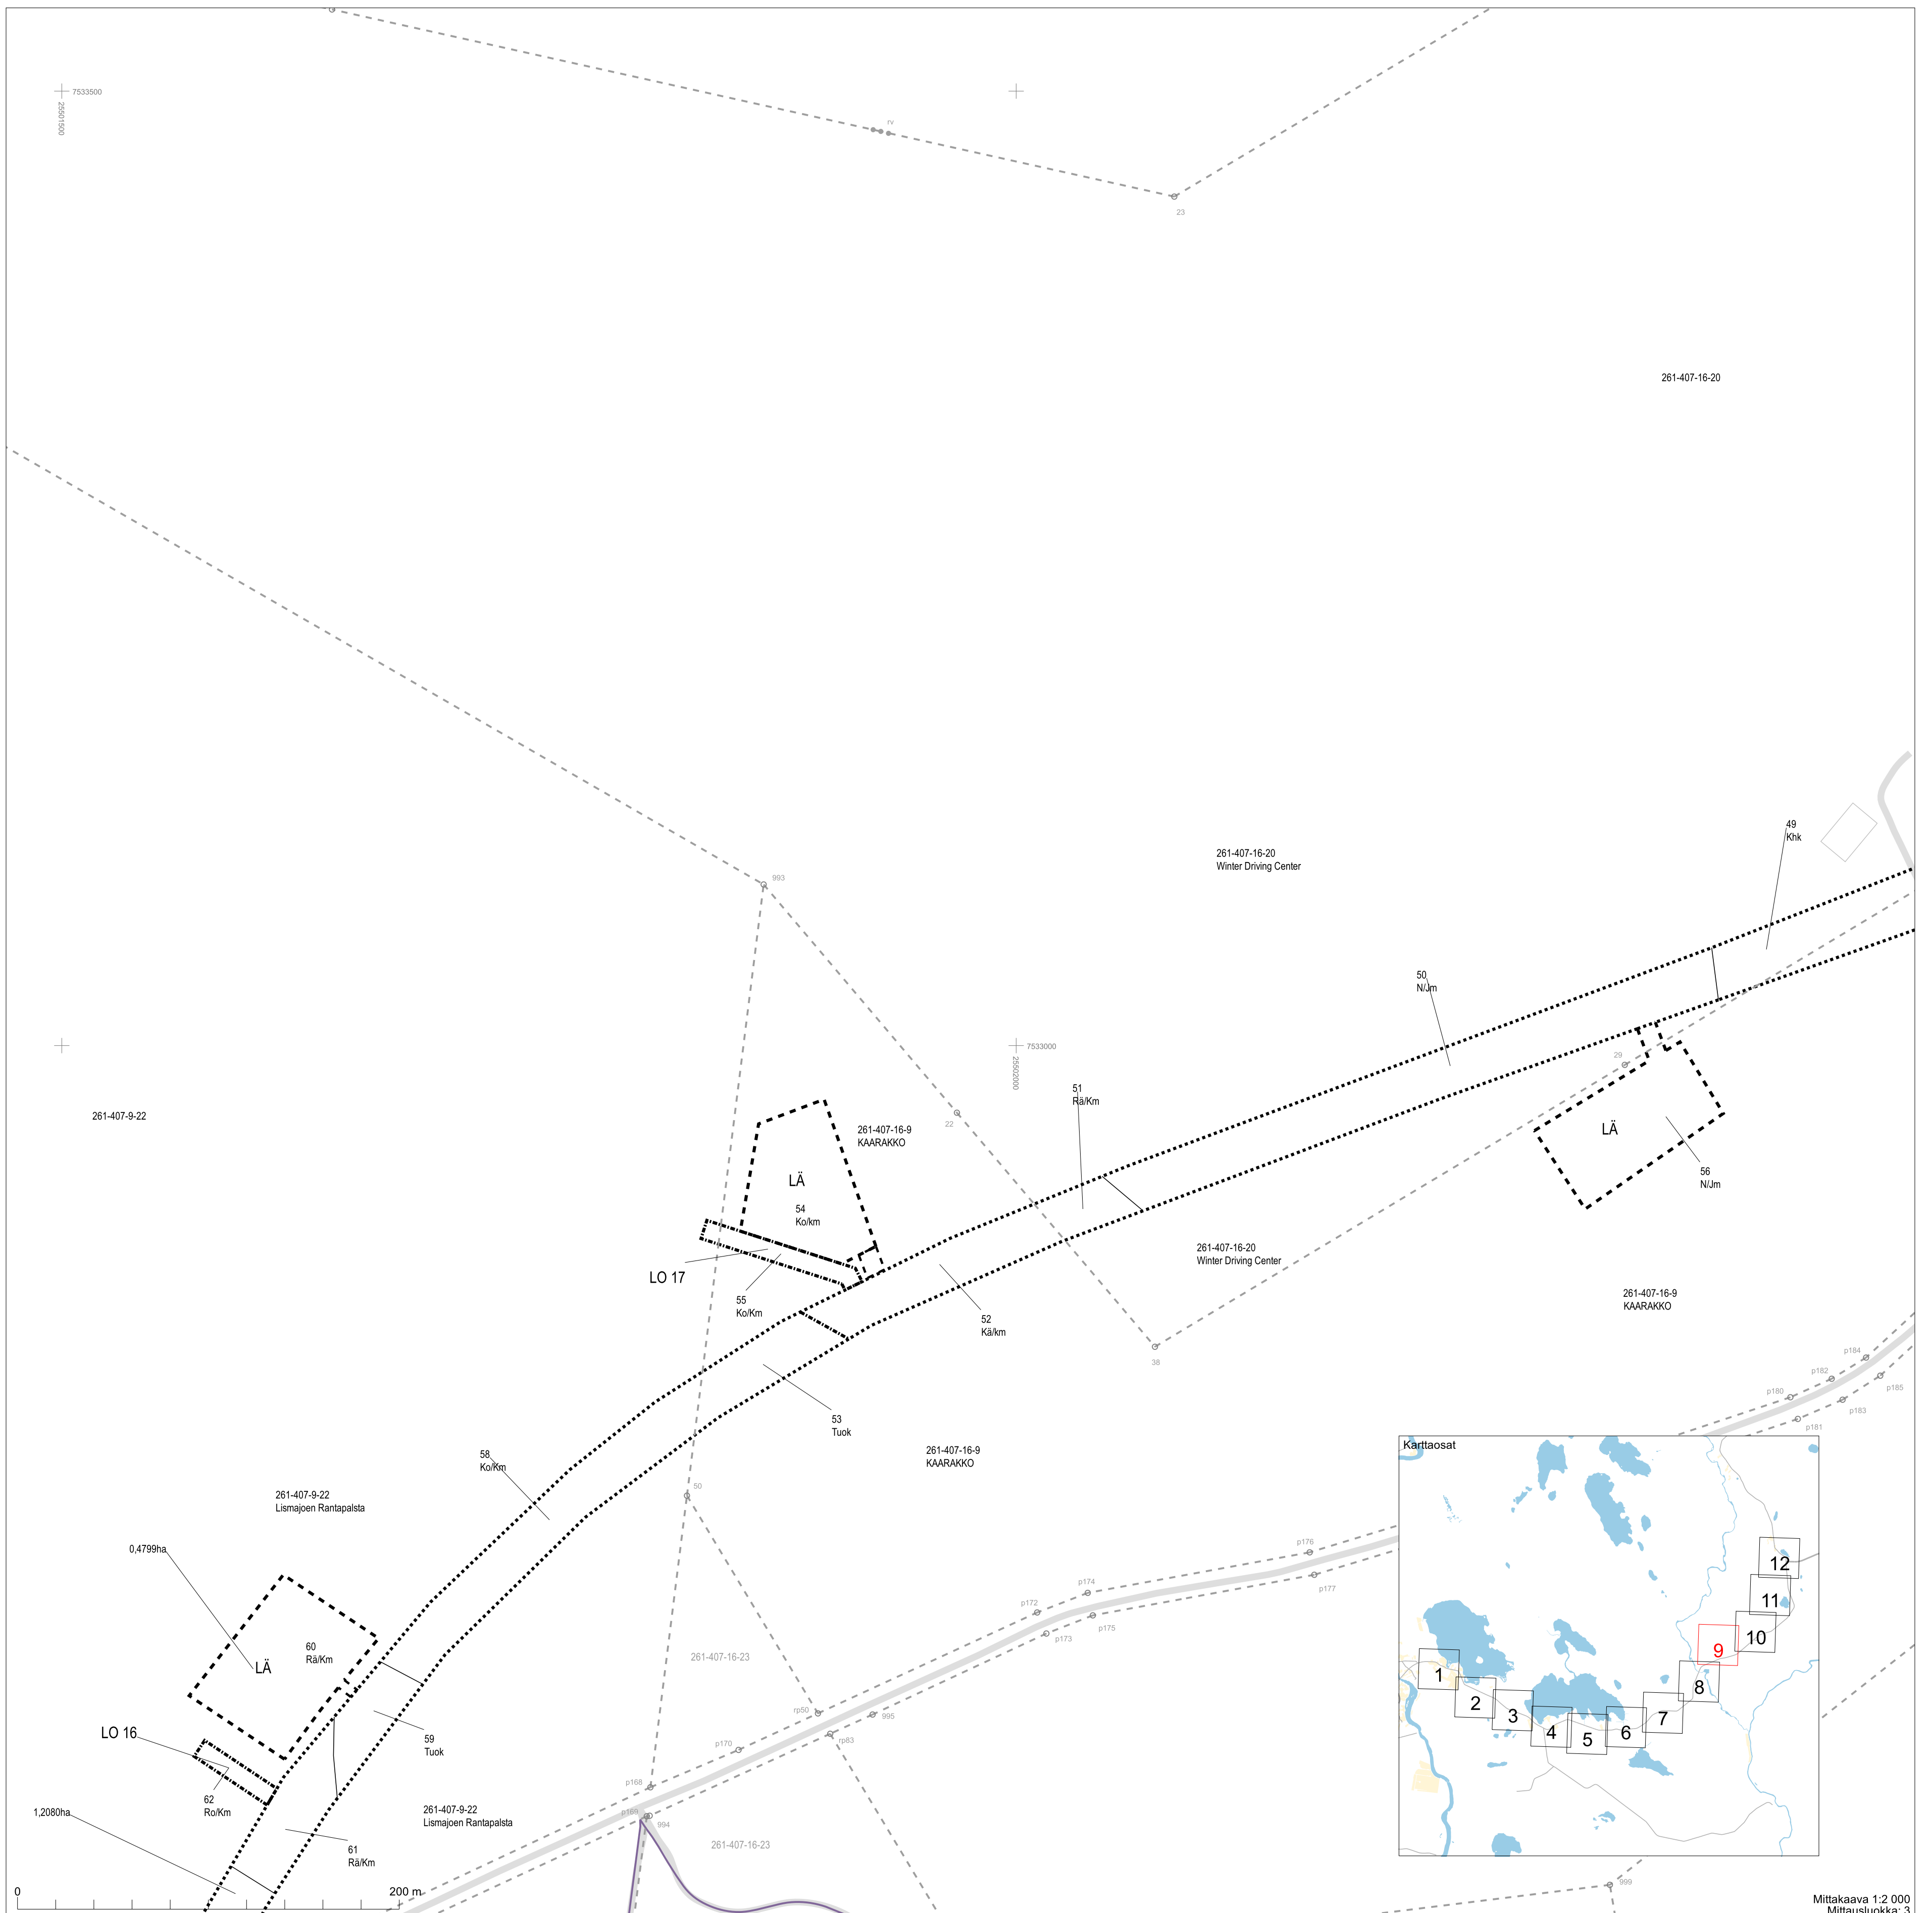 7533500
25501500
rv
23
261-407-16-20
49
Khk
261-407-16-20
Winter Driving Center
993
50
N/Jm
7533000
25502000
29
51
Rä/Km
261-407-9-22
22
261-407-16-9
KAARAKKO
LÄ
56
N/Jm
LÄ
54
Ko/km
261-407-16-20
Winter Driving Center
LO 17
55
Ko/Km
261-407-16-9
KAARAKKO
52
Kä/km
38
p184
p182
p180
p185
p183
p181
53
Tuok
261-407-16-9
KAARAKKO
58
Ko/Km
50
261-407-9-22
Lismajoen Rantapalsta
0,4799ha
p176
p177
p174
p172
p175
p173
60
Rä/Km
LÄ
261-407-16-23
rp50
995
LO 16
59
Tuok
p170
rp83
p168
62
Ro/Km
1,2080ha
261-407-9-22
Lismajoen Rantapalsta
p169
994
261-407-16-23
61
Rä/Km
999
0
200 m
Karttaosat
12
11
10
9
8
7
6
5
4
3
2
1
Mittakaava 1:2 000
Mittausluokka: 3